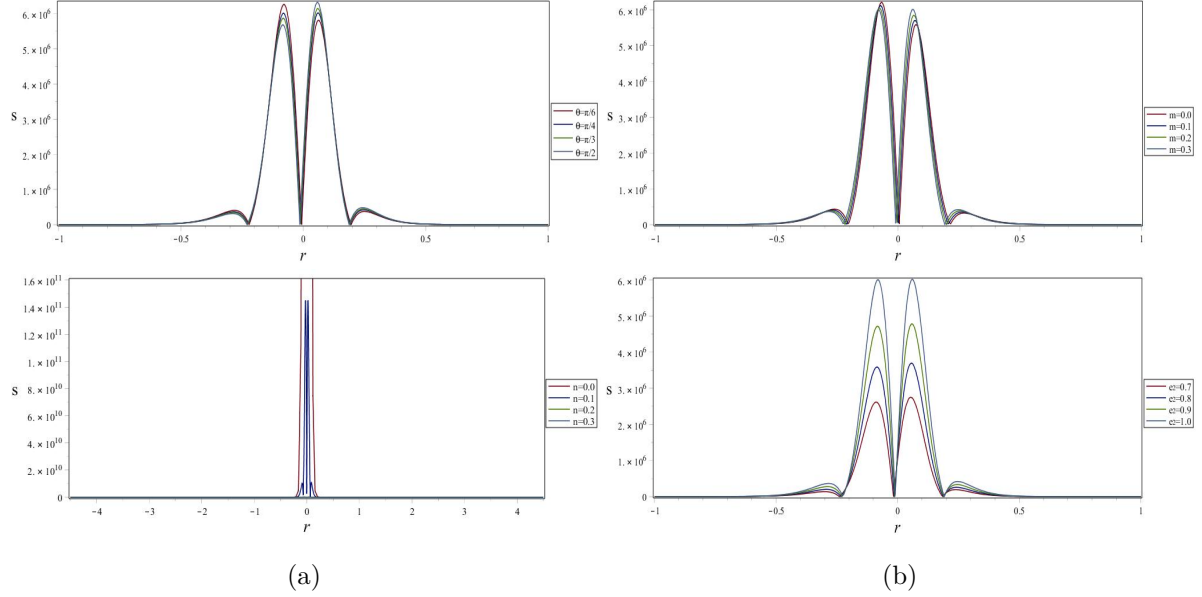 6. × 10⁶
5. × 10⁶
4. × 10⁶
S
3. × 10⁶
2. × 10⁶
1. × 10⁶
0
−1
−0.5
0
0.5
1
r
θ=π/6
θ=π/4
θ=π/3
θ=π/2
6. × 10⁶
5. × 10⁶
4. × 10⁶
S
3. × 10⁶
2. × 10⁶
1. × 10⁶
0
−1
−0.5
0
0.5
1
r
m=0.0
m=0.1
m=0.2
m=0.3
1.6 × 10¹¹
1.4 × 10¹¹
1.2 × 10¹¹
1. × 10¹¹
S
8. × 10¹⁰
6. × 10¹⁰
4. × 10¹⁰
2. × 10¹⁰
0
−4
−3
−2
−1
0
1
2
3
4
r
n=0.0
n=0.1
n=0.2
n=0.3
6. × 10⁶
5. × 10⁶
4. × 10⁶
S
3. × 10⁶
2. × 10⁶
1. × 10⁶
0
−1
−0.5
0
0.5
1
r
e₂=0.7
e₂=0.8
e₂=0.9
e₂=1.0
(a)
(b)